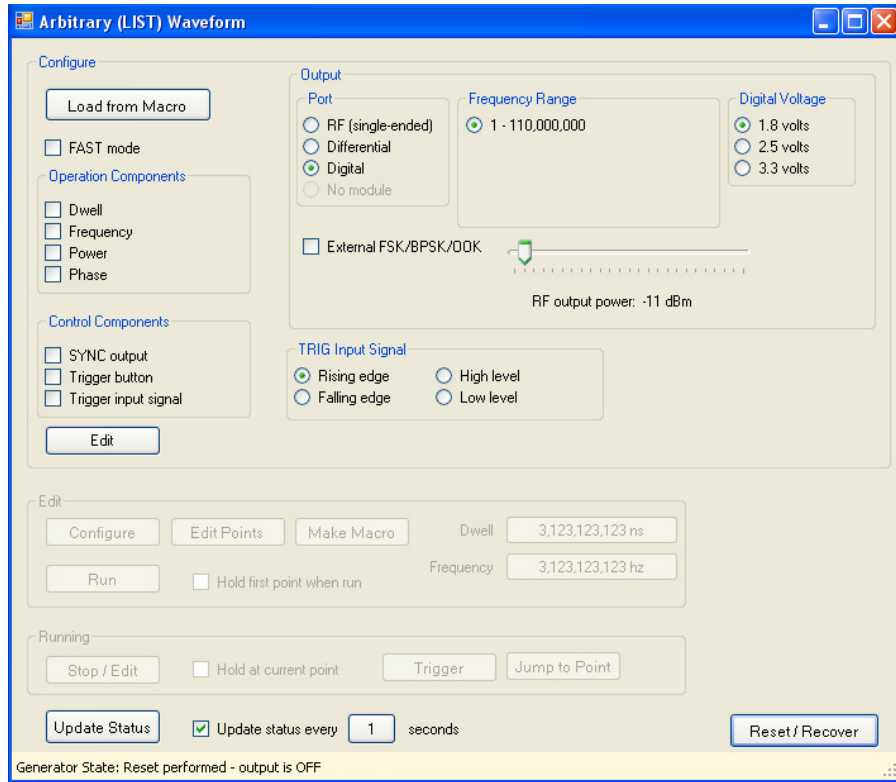 Arbitrary (LIST) Waveform
Configure
Load from Macro
FAST mode
Operation Components
Dwell
Frequency
Power
Phase
Control Components
SYNC output
Trigger button
Trigger input signal
Edit
Output
Port
RF (single-ended)
Differential
Digital
No module
Frequency Range
1 - 110,000,000
Digital Voltage
1.8 volts
2.5 volts
3.3 volts
External FSK/BPSK/OOK
RF output power: -11 dBm
TRIG Input Signal
Rising edge
High level
Falling edge
Low level
Edit
Configure
Edit Points
Make Macro
Dwell
3,123,123,123 ns
Run
Hold first point when run
Frequency
3,123,123,123 hz
Running
Stop / Edit
Hold at current point
Trigger
Jump to Point
Update Status
Update status every 1 seconds
Reset / Recover
Generator State: Reset performed - output is OFF